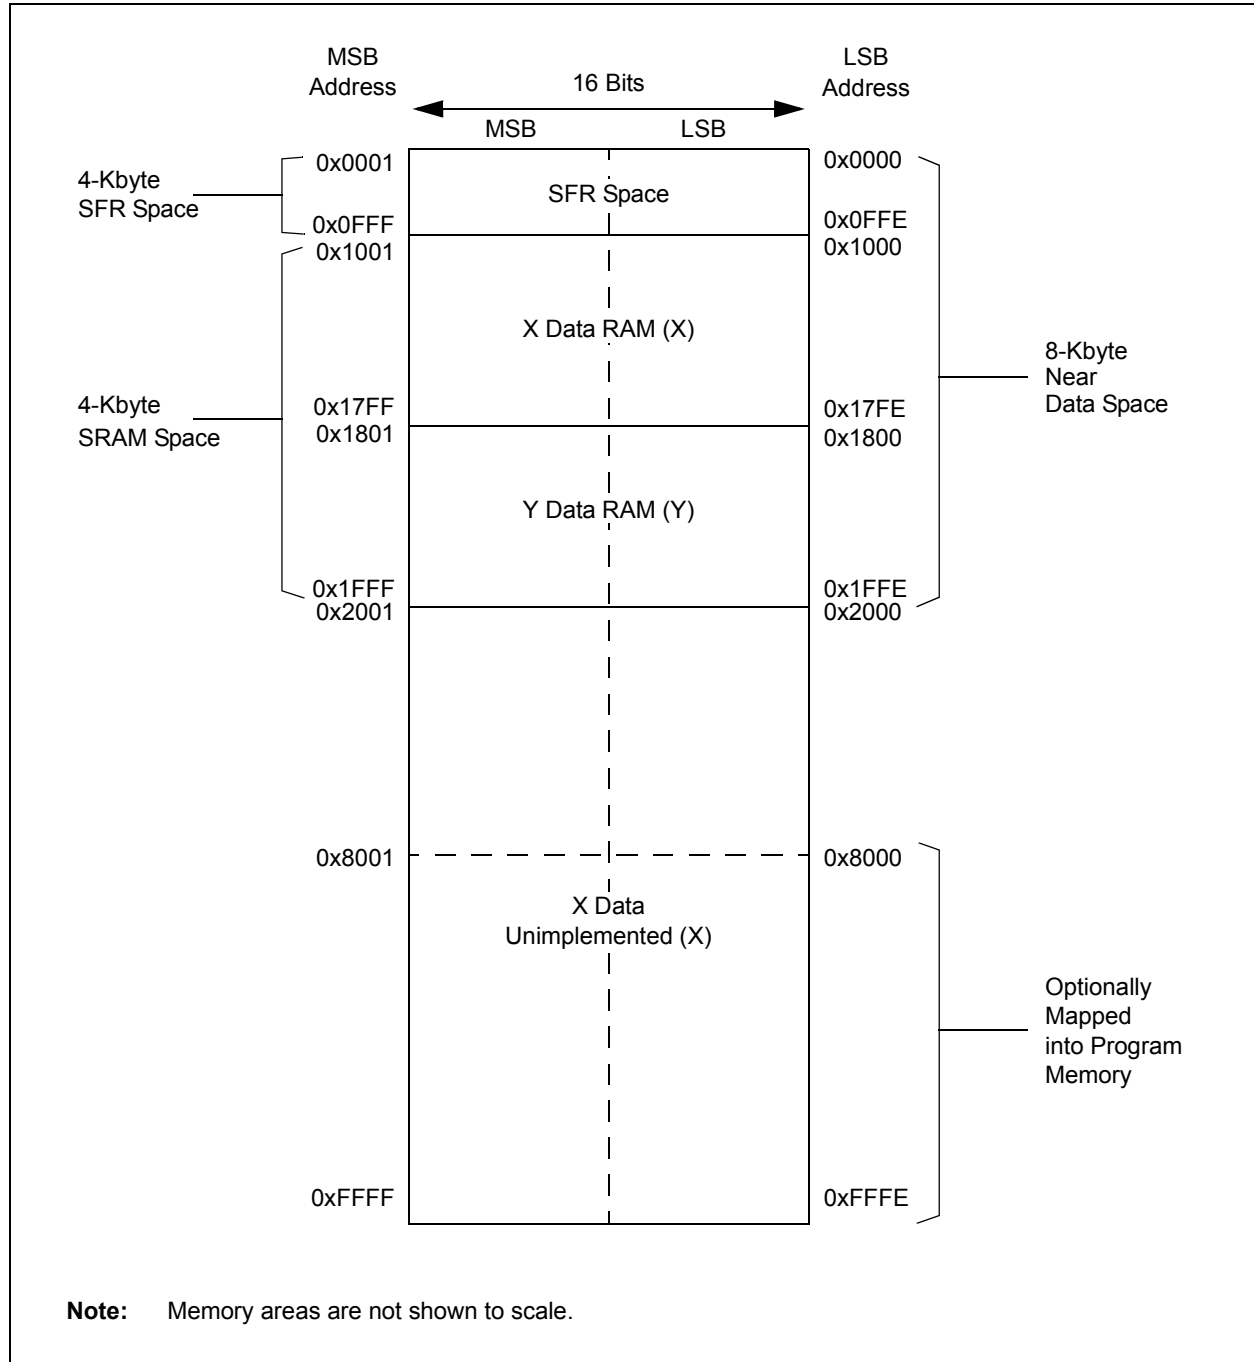 MSB
Address
16 Bits
LSB
Address
MSB
LSB
4-Kbyte
SFR Space
0x0001
0x0FFF
0x1001
SFR Space
0x0000
0x0FFE
0x1000
X Data RAM (X)
4-Kbyte
SRAM Space
0x17FF
0x1801
0x17FE
0x1800
8-Kbyte
Near
Data Space
Y Data RAM (Y)
0x1FFF
0x2001
0x1FFE
0x2000
0x8001
0x8000
X Data
Unimplemented (X)
Optionally
Mapped
into Program
Memory
0xFFFF
0xFFFE
Note: Memory areas are not shown to scale.